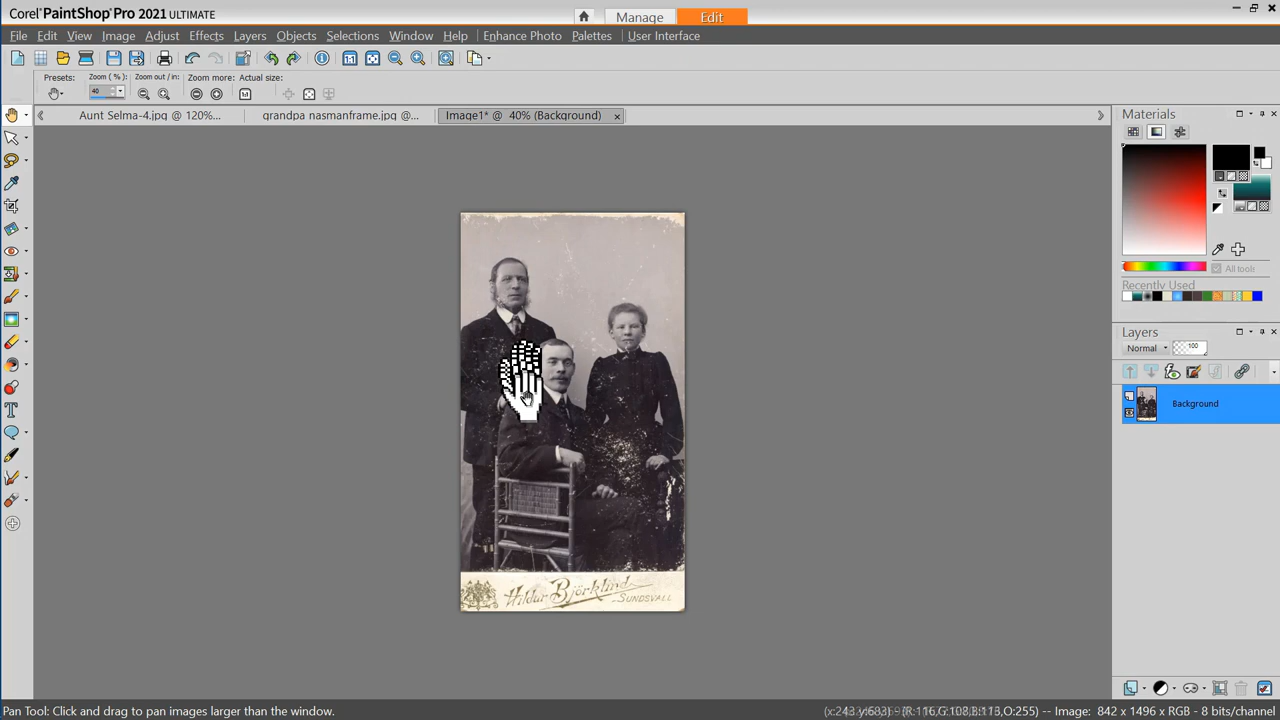 Corel PaintShop Pro 2021 ULTIMATE
Manage
Edit
File Edit View Image Adjust Effects Layers Objects Selections Window Help Enhance Photo Palettes User Interface
Presets: Zoom (%): Zoom out / in: Zoom more: Actual size:
40
Aunt Selma-4.jpg @ 120%...
grandpa nasmanframe.jpg @...
Image1* @ 40% (Background)
Materials
All tools
Recently Used
Layers
Normal
100
Background
Hildur Björklind
SUNDSVALL
Pan Tool: Click and drag to pan images larger than the window.
Image: 842 x 1496 x RGB - 8 bits/channel